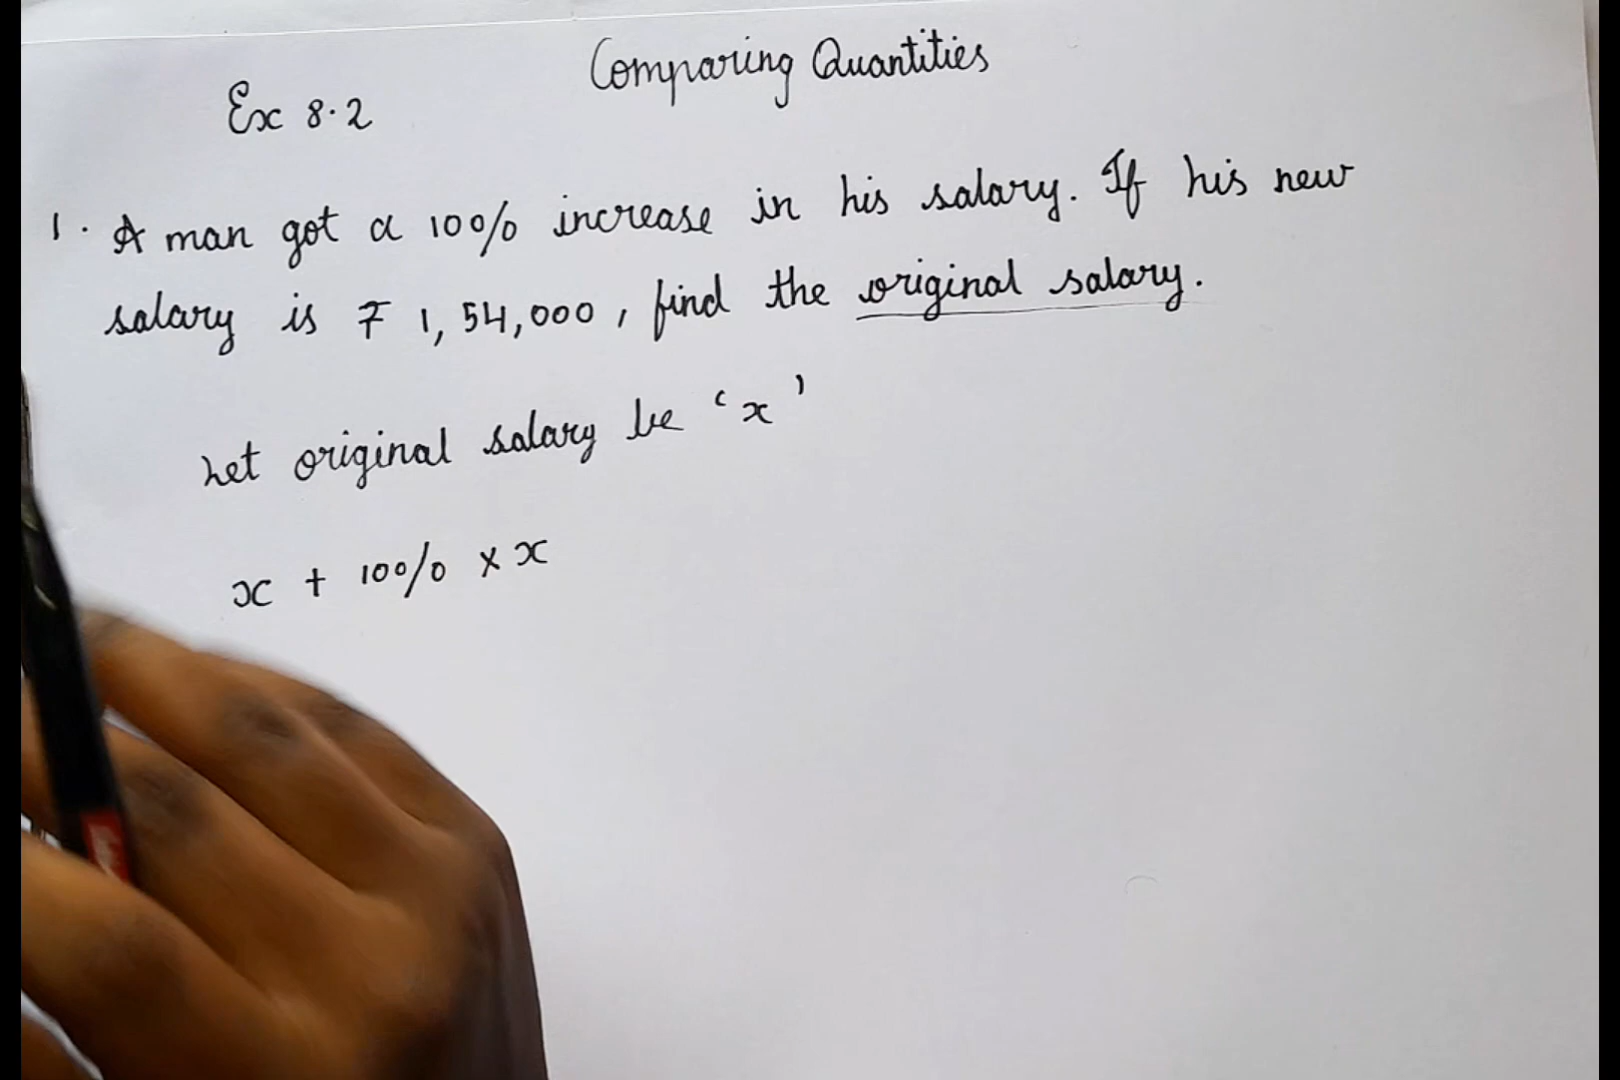 Comparing Quantities
Ex 8.2
1. A man got a 10% increase in his salary. If his new
salary is ₹ 1,54,000, find the original salary.
Let original salary be 'x'
x + 10% × x